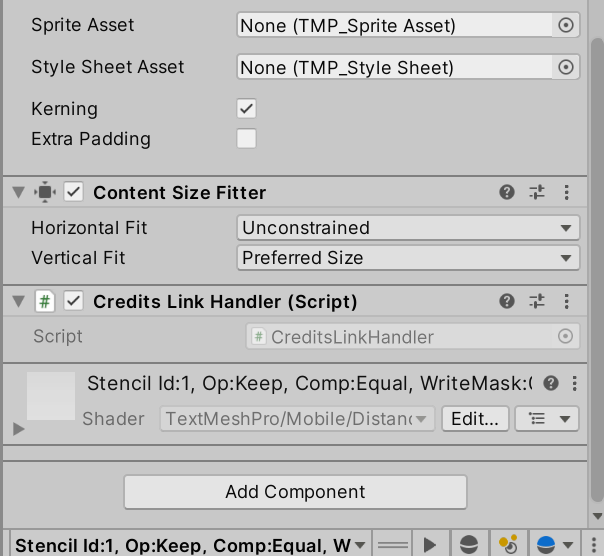 Sprite Asset None (TMP_Sprite Asset)
Style Sheet Asset None (TMP_Style Sheet)
Kerning
Extra Padding
Content Size Fitter
Horizontal Fit Unconstrained
Vertical Fit Preferred Size
# Credits Link Handler (Script)
Script # CreditsLinkHandler
Stencil Id:1, Op:Keep, Comp:Equal, WriteMask:(
Shader TextMeshPro/Mobile/Distanc Edit...
Add Component
Stencil Id:1, Op:Keep, Comp:Equal, W